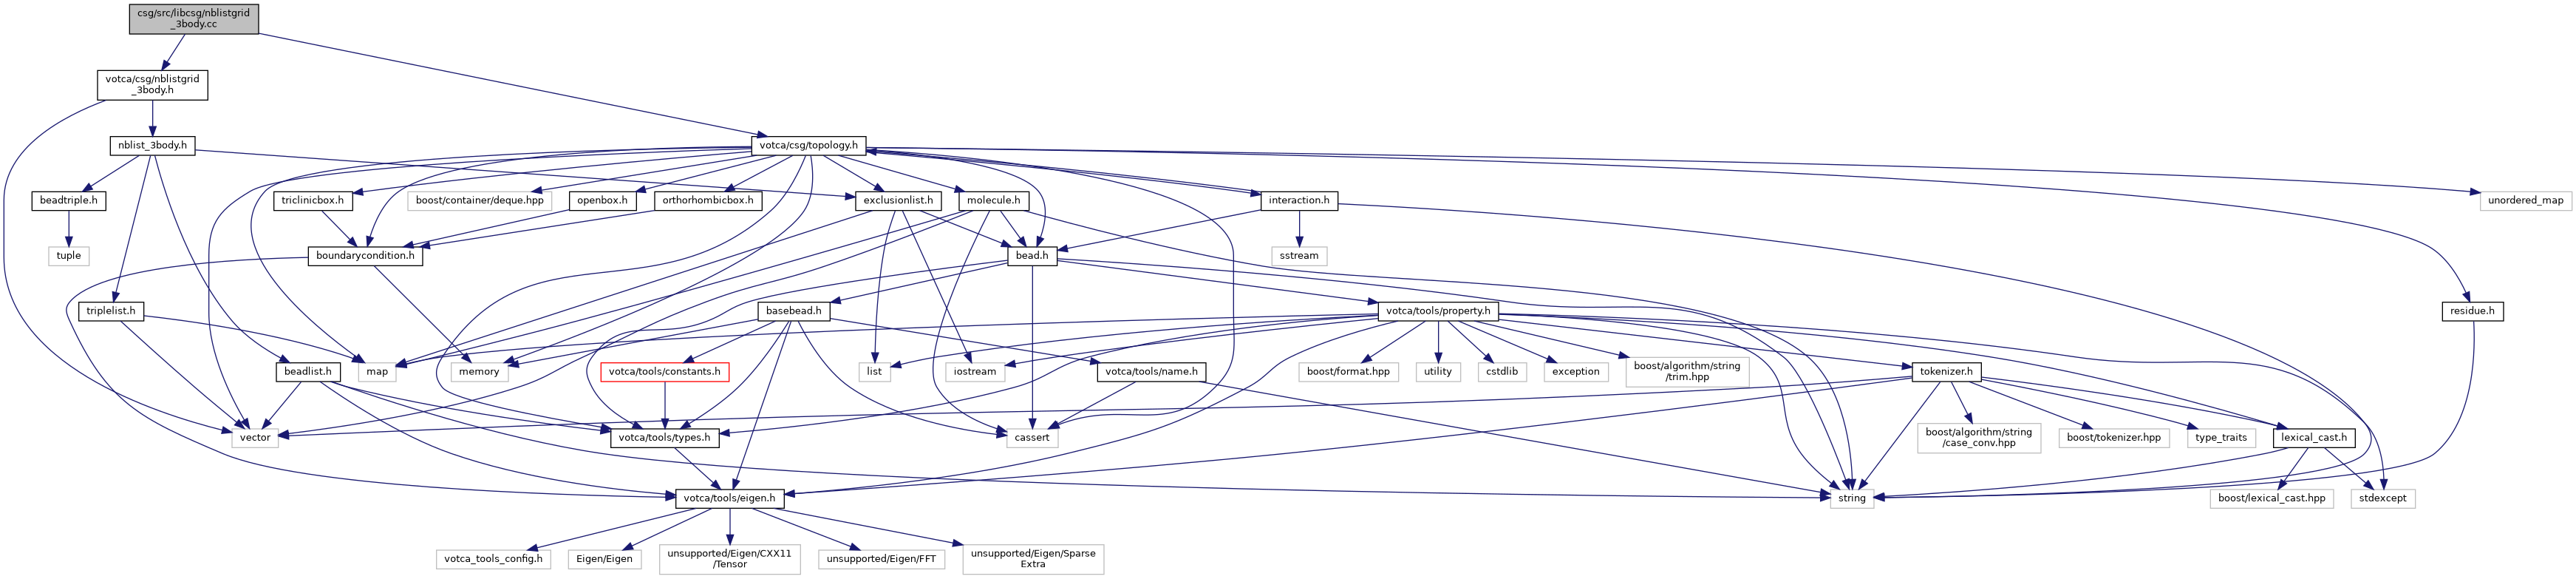 csg/src/libcsg/nblistgrid
_3body.cc
votca/csg/nblistgrid
_3body.h
nblist_3body.h
votca/csg/topology.h
beadtriple.h
triclinicbox.h
boost/container/deque.hpp
openbox.h
orthorhombicbox.h
exclusionlist.h
molecule.h
interaction.h
unordered_map
tuple
boundarycondition.h
bead.h
sstream
triplelist.h
basebead.h
votca/tools/property.h
residue.h
beadlist.h
map
memory
votca/tools/constants.h
list
iostream
votca/tools/name.h
boost/format.hpp
utility
cstdlib
exception
boost/algorithm/string
/trim.hpp
tokenizer.h
vector
votca/tools/types.h
cassert
boost/algorithm/string
/case_conv.hpp
boost/tokenizer.hpp
type_traits
lexical_cast.h
votca/tools/eigen.h
string
boost/lexical_cast.hpp
stdexcept
votca_tools_config.h
Eigen/Eigen
unsupported/Eigen/CXX11
/Tensor
unsupported/Eigen/FFT
unsupported/Eigen/Sparse
Extra